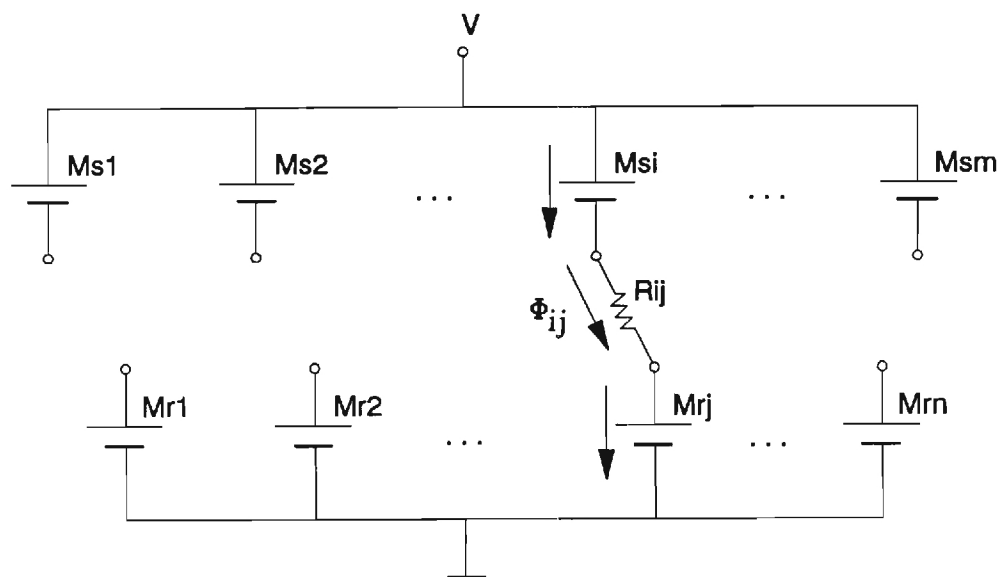 V
Ms1
Ms2
Msi
Msm
. . .
. . .
Rij
Φij
Mr1
Mr2
Mrj
Mrn
. . .
. . .